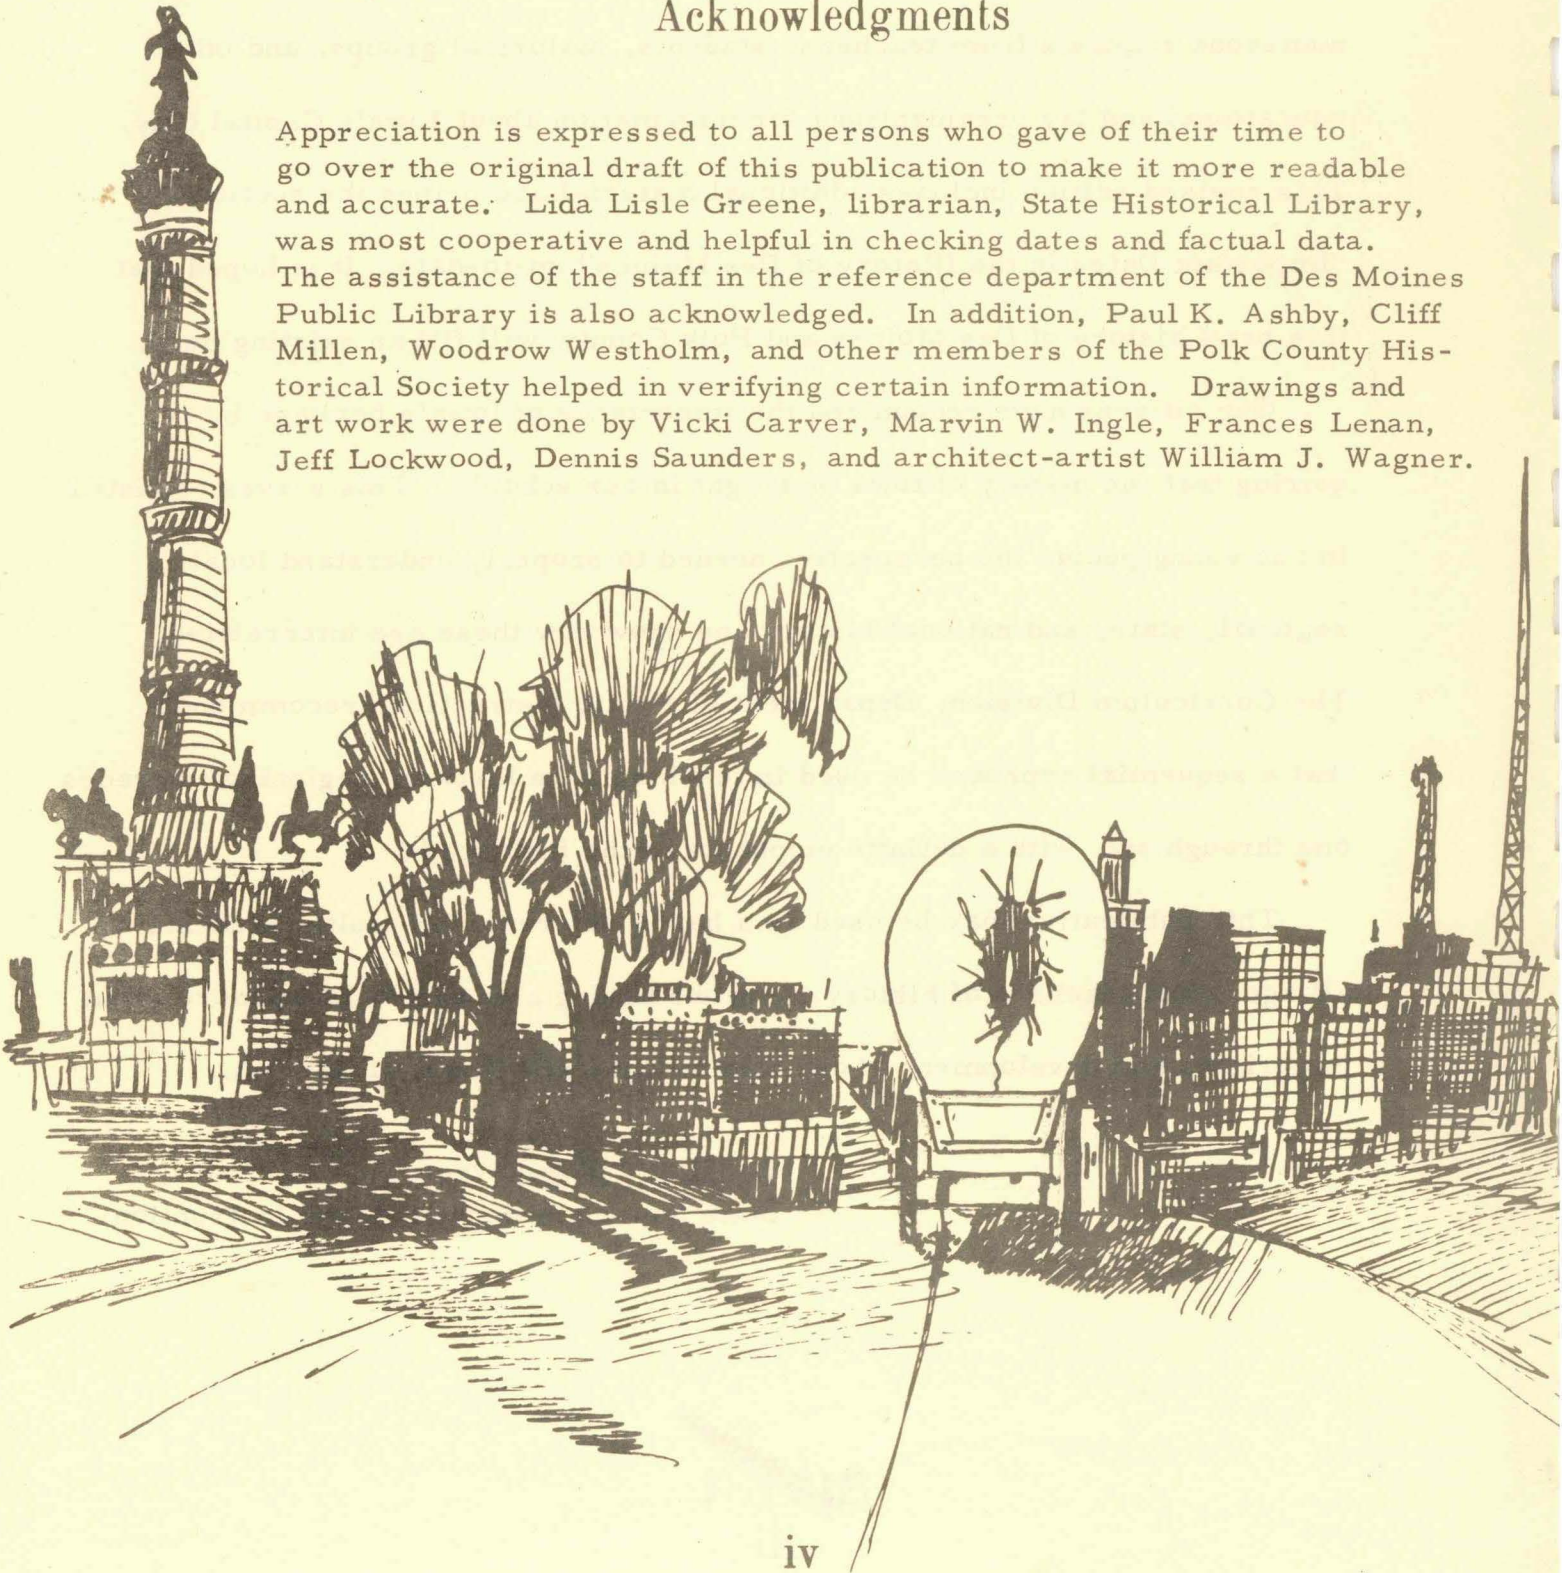 Acknowledgments
Appreciation is expressed to all persons who gave of their time to
go over the original draft of this publication to make it more readable
and accurate. Lida Lisle Greene, librarian, State Historical Library,
was most cooperative and helpful in checking dates and factual data.
The assistance of the staff in the reference department of the Des Moines
Public Library is also acknowledged. In addition, Paul K. Ashby, Cliff
Millen, Woodrow Westholm, and other members of the Polk County His-
torical Society helped in verifying certain information. Drawings and
art work were done by Vicki Carver, Marvin W. Ingle, Frances Lenan,
Jeff Lockwood, Dennis Saunders, and architect-artist William J. Wagner.
iv